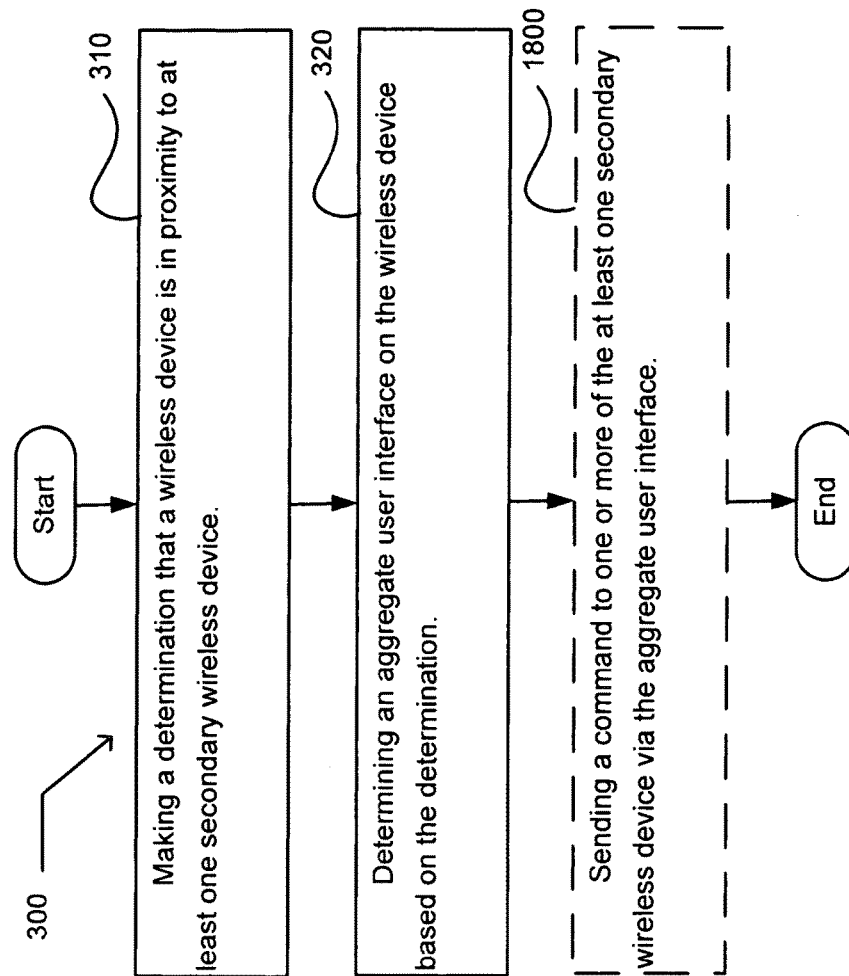 300
Start
310
Making a determination that a wireless device is in proximity to at
least one secondary wireless device.
320
Determining an aggregate user interface on the wireless device
based on the determination.
1800
Sending a command to one or more of the at least one secondary
wireless device via the aggregate user interface.
End